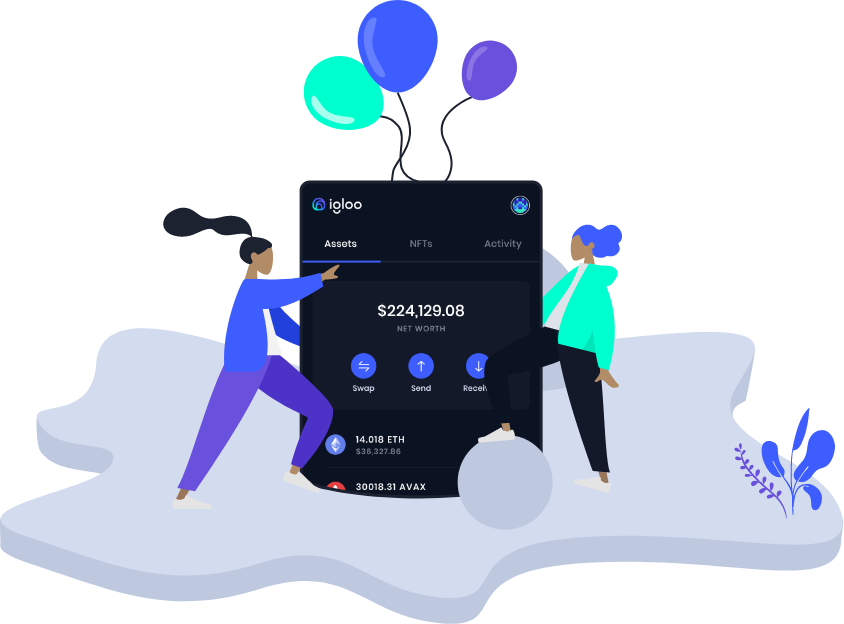 igloo
Assets NFTs Activity
$224,129.08
NET WORTH
Swap Send Receiv
14.018 ETH
$36,327.86
30018.31 AVAX